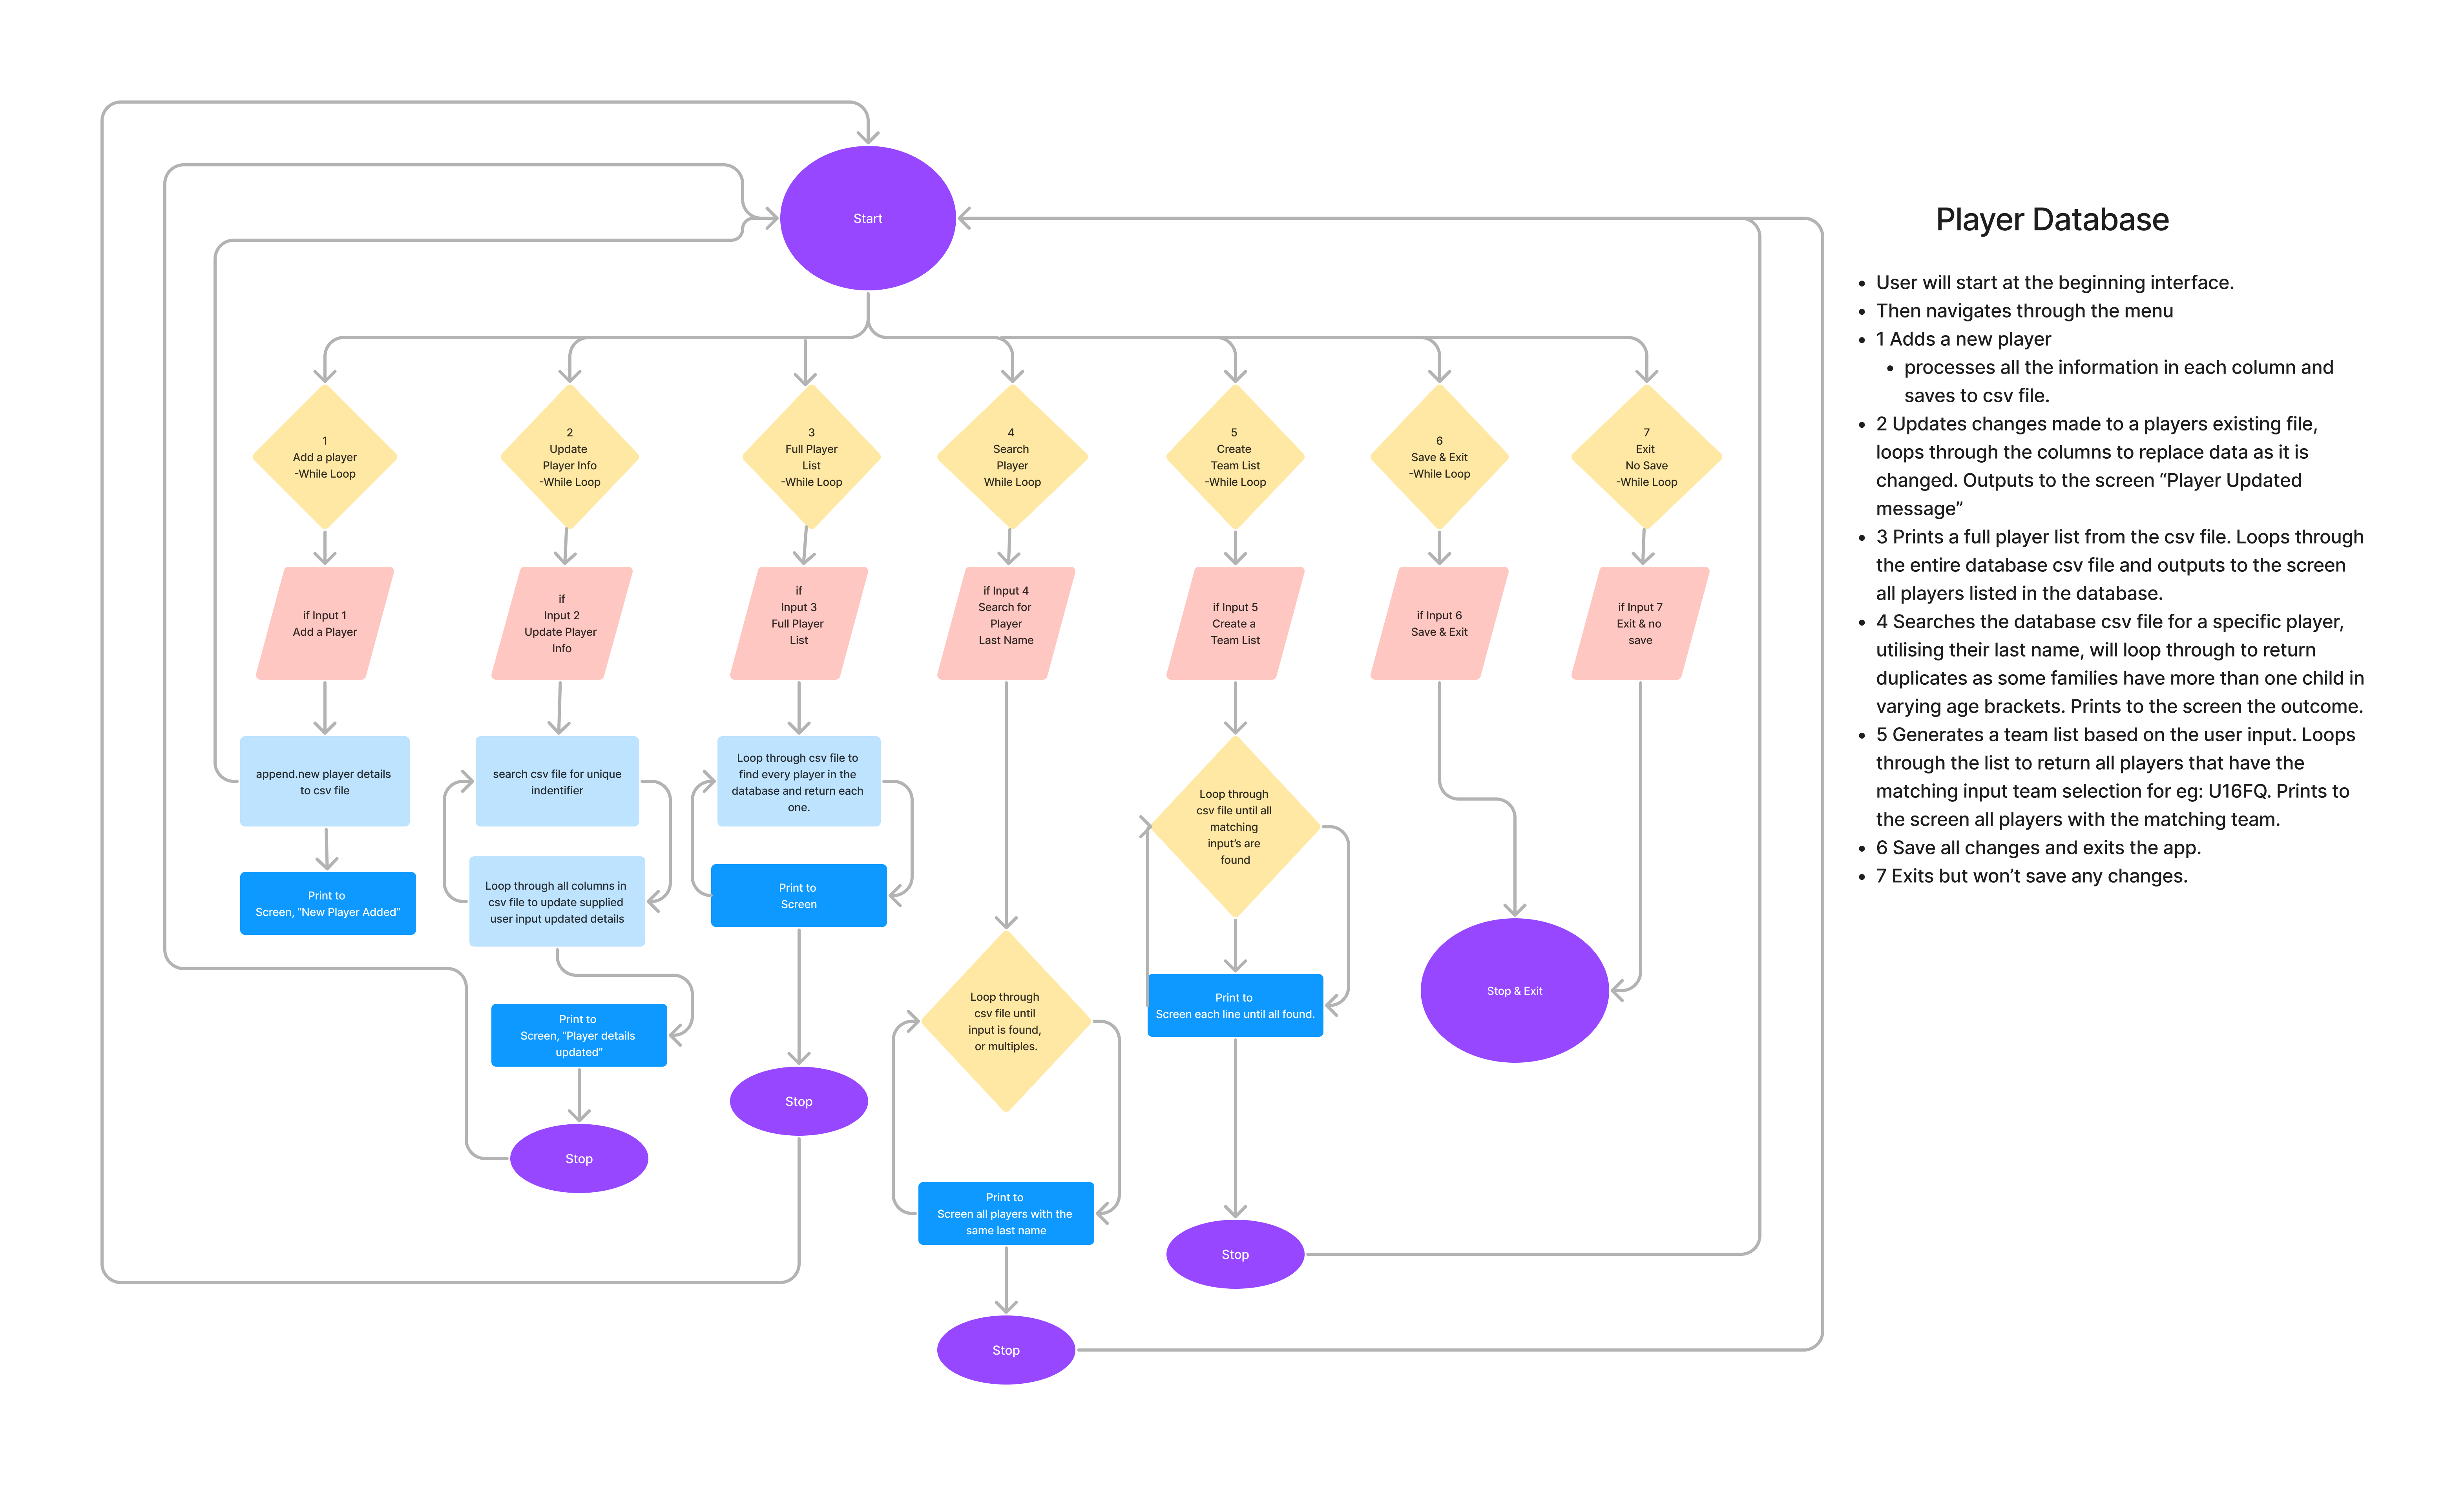 Start
Player Database
User will start at the beginning interface.
Then navigates through the menu
1 Adds a new player
processes all the information in each column and
saves to csv file.
2 Updates changes made to a players existing file,
loops through the columns to replace data as it is
changed. Outputs to the screen “Player Updated
message”
3 Prints a full player list from the csv file. Loops through
the entire database csv file and outputs to the screen
all players listed in the database.
4 Searches the database csv file for a specific player,
utilising their last name, will loop through to return
duplicates as some families have more than one child in
varying age brackets. Prints to the screen the outcome.
5 Generates a team list based on the user input. Loops
through the list to return all players that have the
matching input team selection for eg: U16FQ. Prints to
the screen all players with the matching team.
6 Save all changes and exits the app.
7 Exits but won’t save any changes.
1
Add a player
-While Loop
2
Update
Player Info
-While Loop
3
Full Player
List
-While Loop
4
Search
Player
While Loop
5
Create
Team List
-While Loop
6
Save & Exit
-While Loop
7
Exit
No Save
-While Loop
if Input 1
Add a Player
if
Input 2
Update Player
Info
if
Input 3
Full Player
List
if Input 4
Search for
Player
Last Name
if Input 5
Create a
Team List
if Input 6
Save & Exit
if Input 7
Exit & no
save
append.new player details
to csv file
search csv file for unique
indentifier
Loop through csv file to
find every player in the
database and return each
one.
Loop through
csv file until all
matching
input’s are
found
Print to
Screen, “New Player Added”
Loop through all columns in
csv file to update supplied
user input updated details
Print to
Screen
Loop through
csv file until
input is found,
or multiples.
Print to
Screen each line until all found.
Stop & Exit
Print to
Screen, “Player details
updated”
Stop
Stop
Print to
Screen all players with the
same last name
Stop
Stop